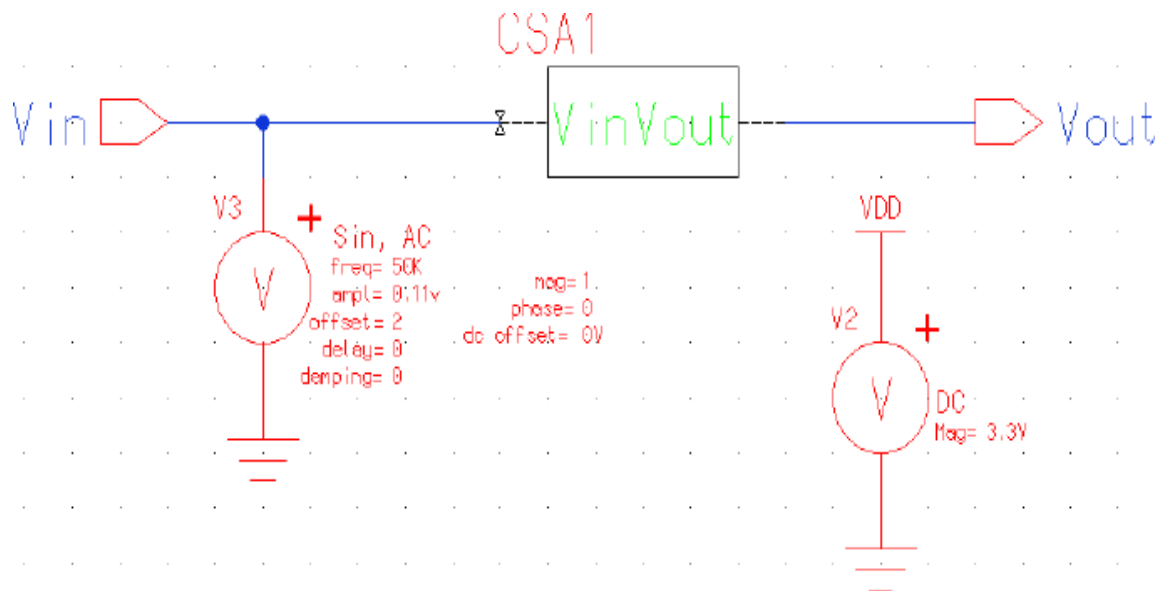 CSA1
Vin
VinVout
Vout
V3
Sin, AC
freq= 50K
ampl= 0.11v
offset= 2
delay= 0
damping= 0
mag= 1
phase= 0
dc offset= 0V
VDD
V2
V
V
DC
Mag= 3.3V